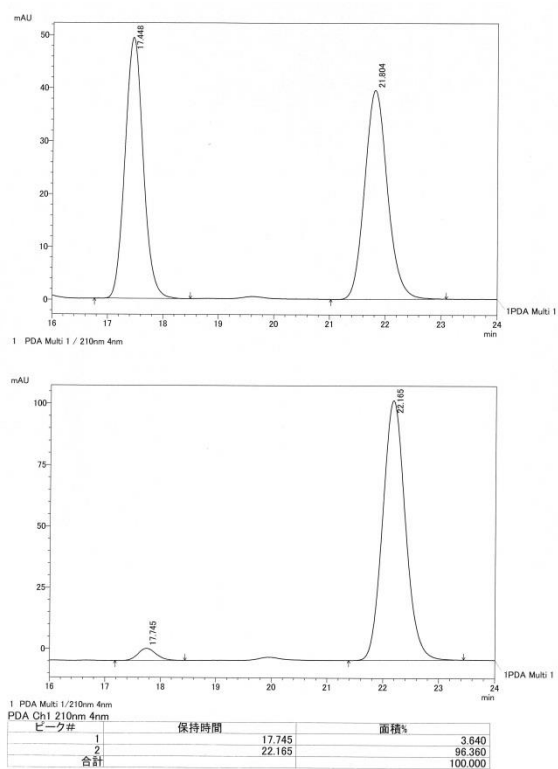 mAU
50
40
30
20
10
0
17.448
21.804
16 17 18 19 20 21 22 23 24
min
1PDA Multi 1
1 PDA Multi 1 / 210nm 4nm
mAU
100
75
50
25
0
17.745
22.165
16 17 18 19 20 21 22 23 24
min
1PDA Multi 1
1 PDA Multi 1/210nm 4nm
PDA Ch1 210nm 4nm
ピーク# 保持時間 面積%
1 17.745 3.640
2 22.165 96.360
合計 100.000